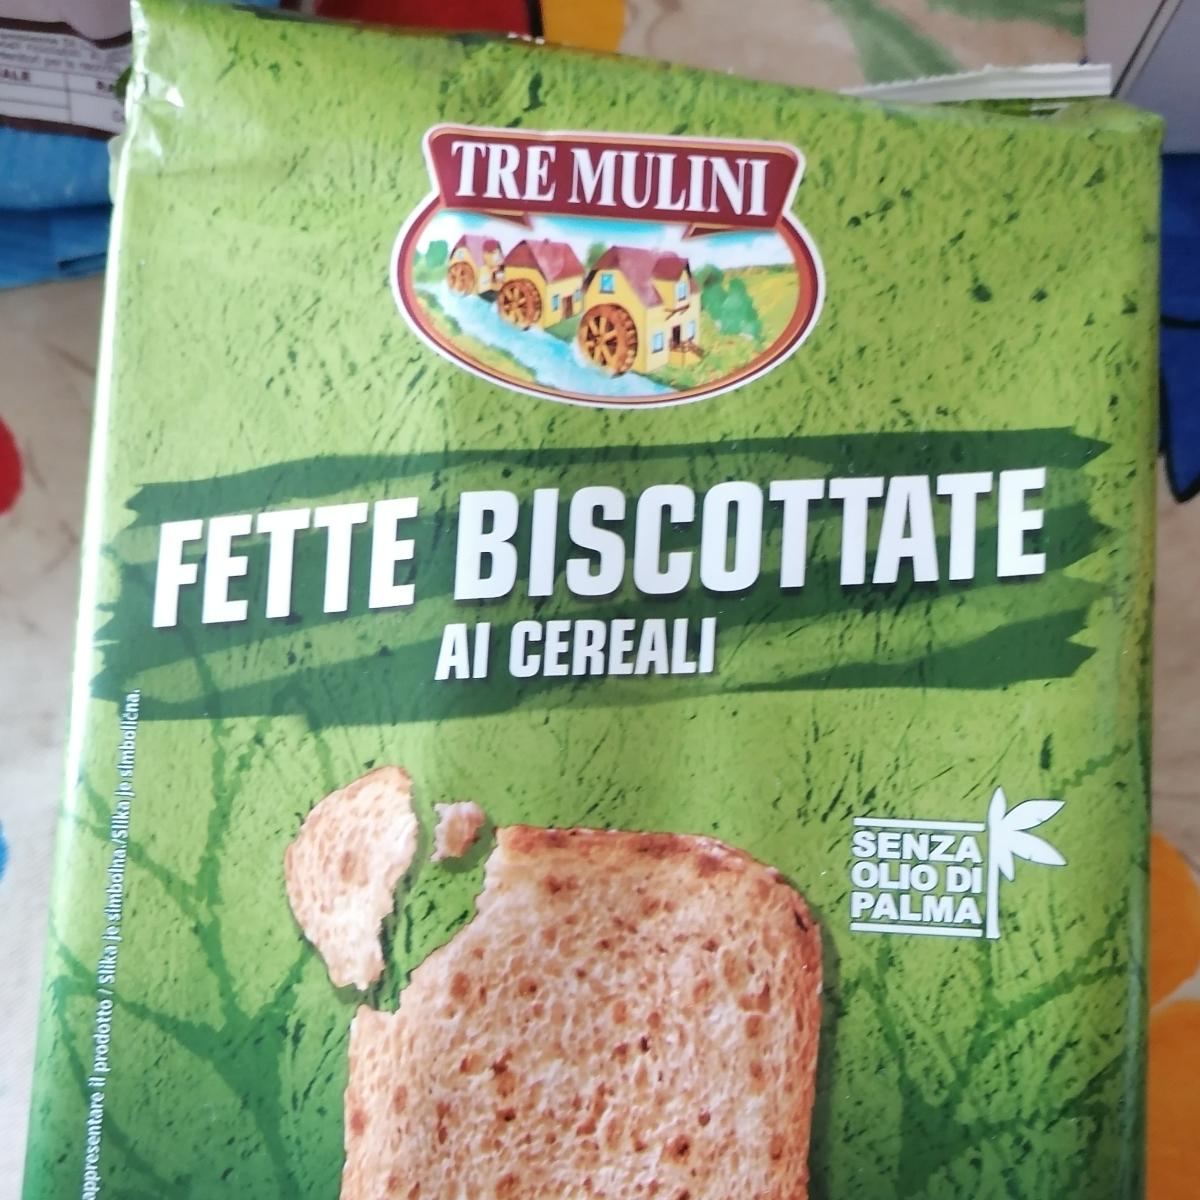 TRE MULINI
FETTE BISCOTTATE
AI CEREALI
SENZA
OLIO DI
PALMA
appresentare il prodotto / Slika je simbolna./Slika je simbolična.
ALE